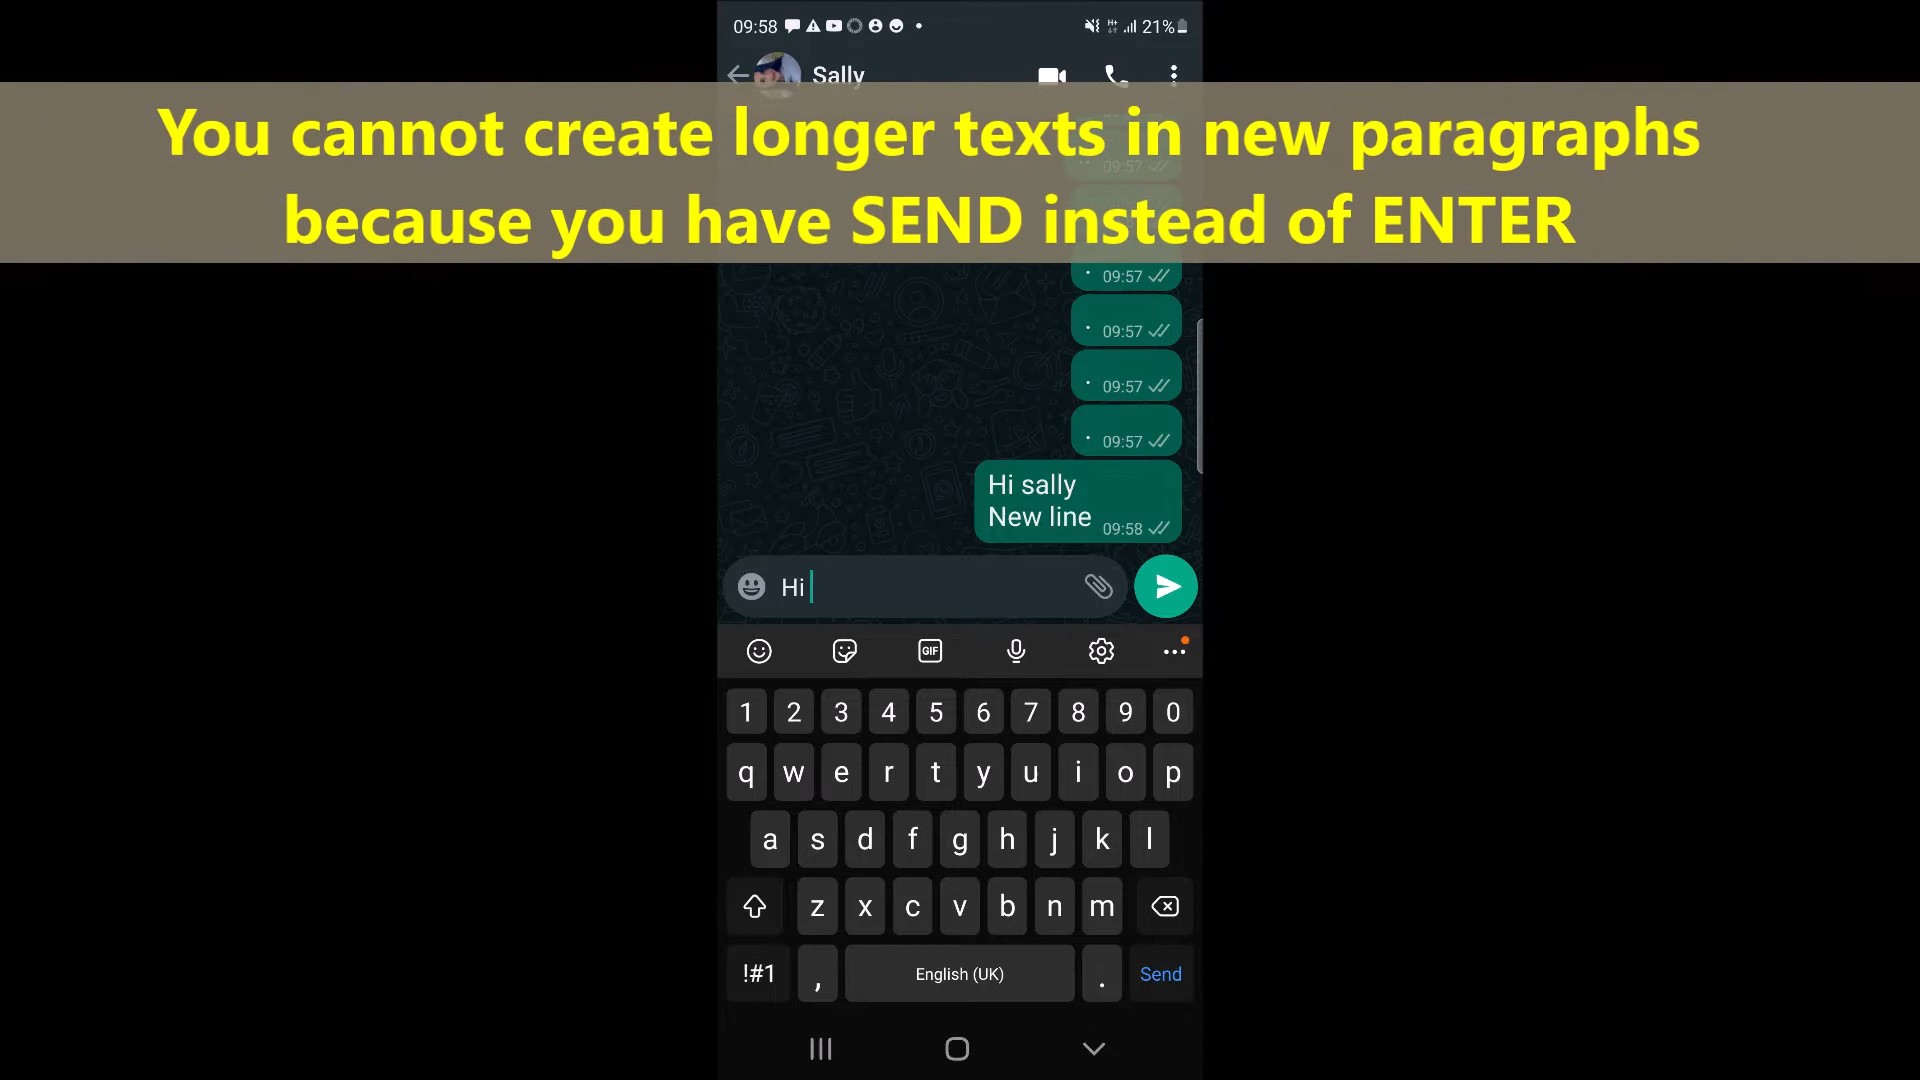 09:58
21%
Sally
You cannot create longer texts in new paragraphs
because you have SEND instead of ENTER
09:57
. 09:57
. 09:57
. 09:57
. 09:57
Hi sally
New line
09:58
Hi
GIF
1 2 3 4 5 6 7 8 9 0
q w e r t y u i o p
a s d f g h j k l
z x c v b n m
!#1 , English (UK) . Send